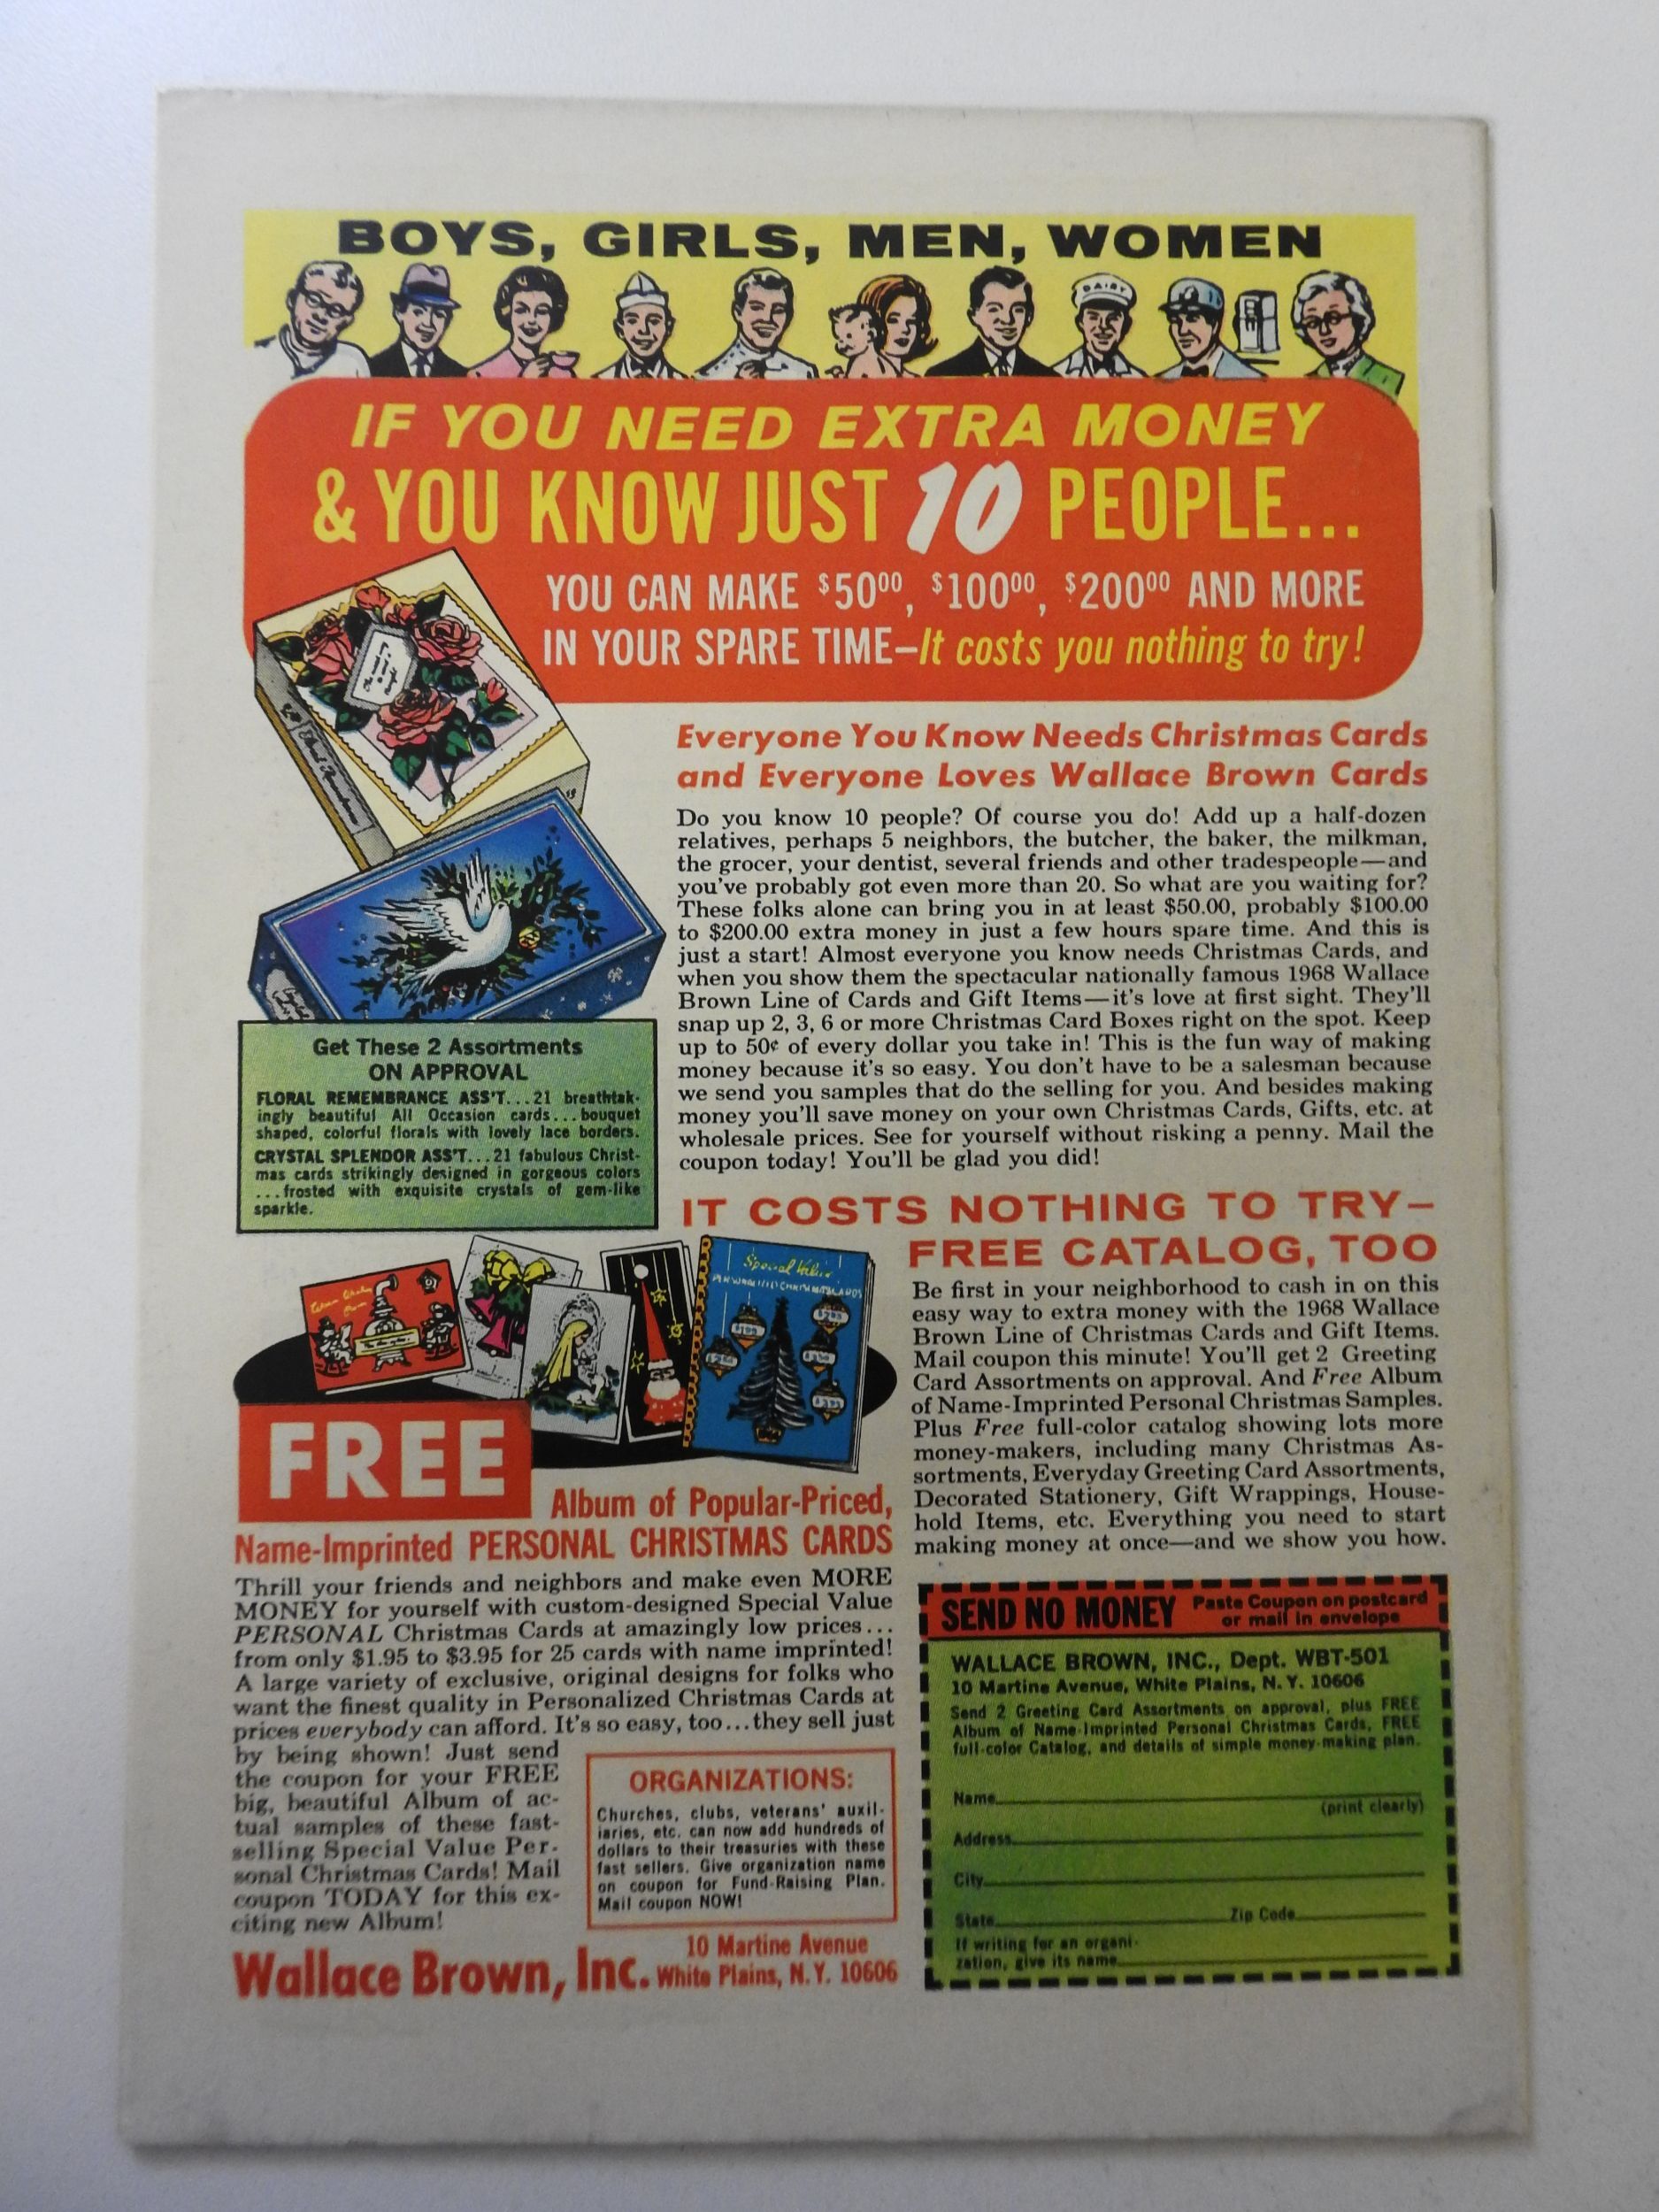 BOYS, GIRLS, MEN, WOMEN
DAIRY
IF YOU NEED EXTRA MONEY
& YOU KNOW JUST 10 PEOPLE...
YOU CAN MAKE $50⁰⁰, $100⁰⁰, $200⁰⁰ AND MORE
IN YOUR SPARE TIME—It costs you nothing to try!
Everyone You Know Needs Christmas Cards
and Everyone Loves Wallace Brown Cards
Do you know 10 people? Of course you do! Add up a half-dozen
relatives, perhaps 5 neighbors, the butcher, the baker, the milkman,
the grocer, your dentist, several friends and other tradespeople—and
you've probably got even more than 20. So what are you waiting for?
These folks alone can bring you in at least $50.00, probably $100.00
to $200.00 extra money in just a few hours spare time. And this is
just a start! Almost everyone you know needs Christmas Cards, and
when you show them the spectacular nationally famous 1968 Wallace
Brown Line of Cards and Gift Items—it's love at first sight. They'll
snap up 2, 3, 6 or more Christmas Card Boxes right on the spot. Keep
up to 50¢ of every dollar you take in! This is the fun way of making
money because it's so easy. You don't have to be a salesman because
we send you samples that do the selling for you. And besides making
money you'll save money on your own Christmas Cards, Gifts, etc. at
wholesale prices. See for yourself without risking a penny. Mail the
coupon today! You'll be glad you did!
Get These 2 Assortments
ON APPROVAL
FLORAL REMEMBRANCE ASS'T...21 breathtak-
ingly beautiful All Occasion cards...bouquet
shaped, colorful florals with lovely lace borders.
CRYSTAL SPLENDOR ASS'T...21 fabulous Christ-
mas cards strikingly designed in gorgeous colors
...frosted with exquisite crystals of gem-like
sparkle.
IT COSTS NOTHING TO TRY—
FREE CATALOG, TOO
Be first in your neighborhood to cash in on this
easy way to extra money with the 1968 Wallace
Brown Line of Christmas Cards and Gift Items.
Mail coupon this minute! You'll get 2 Greeting
Card Assortments on approval. And Free Album
of Name-Imprinted Personal Christmas Samples.
Plus Free full-color catalog showing lots more
money-makers, including many Christmas As-
sortments, Everyday Greeting Card Assortments,
Decorated Stationery, Gift Wrappings, House-
hold Items, etc. Everything you need to start
making money at once—and we show you how.
Special Value
PERSONALIZED CHRISTMAS CARDS
FREE
Album of Popular-Priced,
Name-Imprinted PERSONAL CHRISTMAS CARDS
Thrill your friends and neighbors and make even MORE
MONEY for yourself with custom-designed Special Value
PERSONAL Christmas Cards at amazingly low prices...
from only $1.95 to $3.95 for 25 cards with name imprinted!
A large variety of exclusive, original designs for folks who
want the finest quality in Personalized Christmas Cards at
prices everybody can afford. It's so easy, too...they sell just
by being shown! Just send
the coupon for your FREE
big, beautiful Album of ac-
tual samples of these fast-
selling Special Value Per-
sonal Christmas Cards! Mail
coupon TODAY for this ex-
citing new Album!
ORGANIZATIONS:
Churches, clubs, veterans' auxil-
iaries, etc. can now add hundreds of
dollars to their treasuries with these
fast sellers. Give organization name
on coupon for Fund-Raising Plan.
Mail coupon NOW!
Wallace Brown, Inc. 10 Martine Avenue
White Plains, N.Y. 10606
SEND NO MONEY Paste Coupon on postcard
or mail in envelope
WALLACE BROWN, INC., Dept. WBT-501
10 Martine Avenue, White Plains, N.Y. 10606
Send 2 Greeting Card Assortments on approval, plus FREE
Album of Name-Imprinted Personal Christmas Cards, FREE
full-color Catalog, and details of simple money-making plan.
Name
(print clearly)
Address
City
State Zip Code
If writing for an organi-
zation, give its name